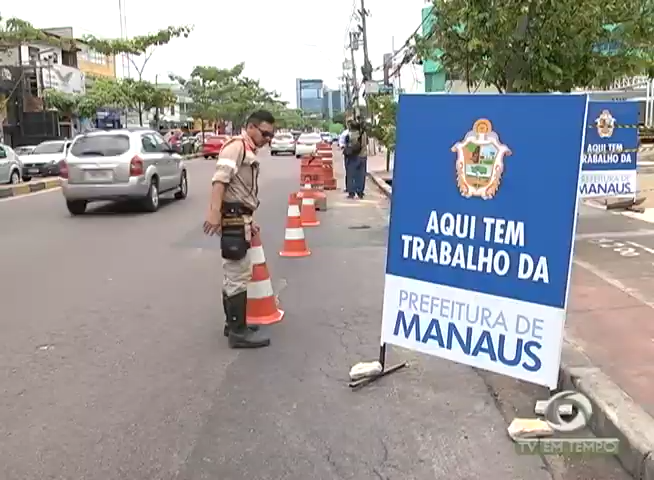 AQUI TEM
TRABALHO DA
PREFEITURA DE
MANAUS
AQUI TEM
TRABALHO DA
PREFEITURA DE
MANAUS
TV EM TEMPO